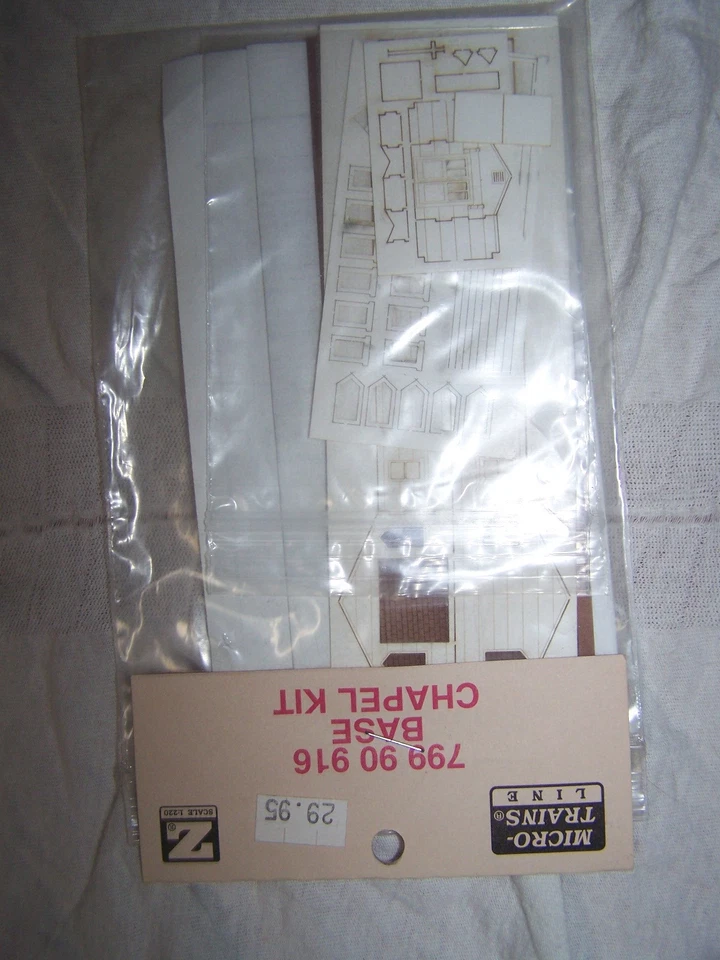 MICRO-
TRAINS®
LINE
29.95
Z®
SCALE 1:220
799 90 916
BASE
CHAPEL KIT